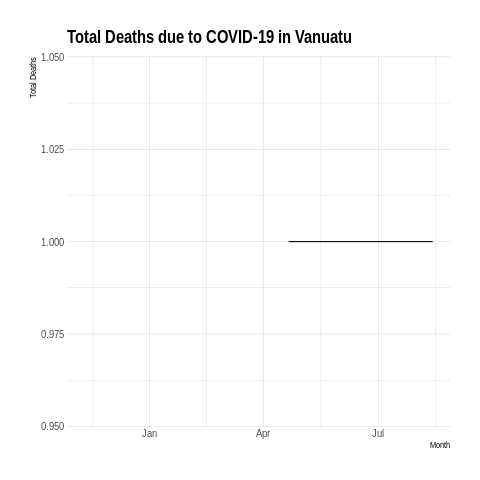 Total Deaths due to COVID-19 in Vanuatu
Total Deaths
1.050
1.025
1.000
0.975
0.950
Jan Apr Jul
Month